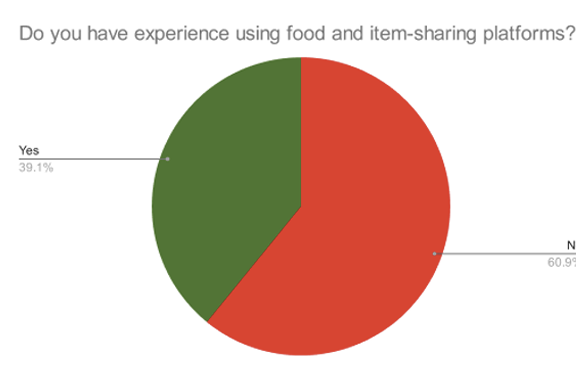 Do you have experience using food and item-sharing platforms?
Yes
39.1%
N
60.9%